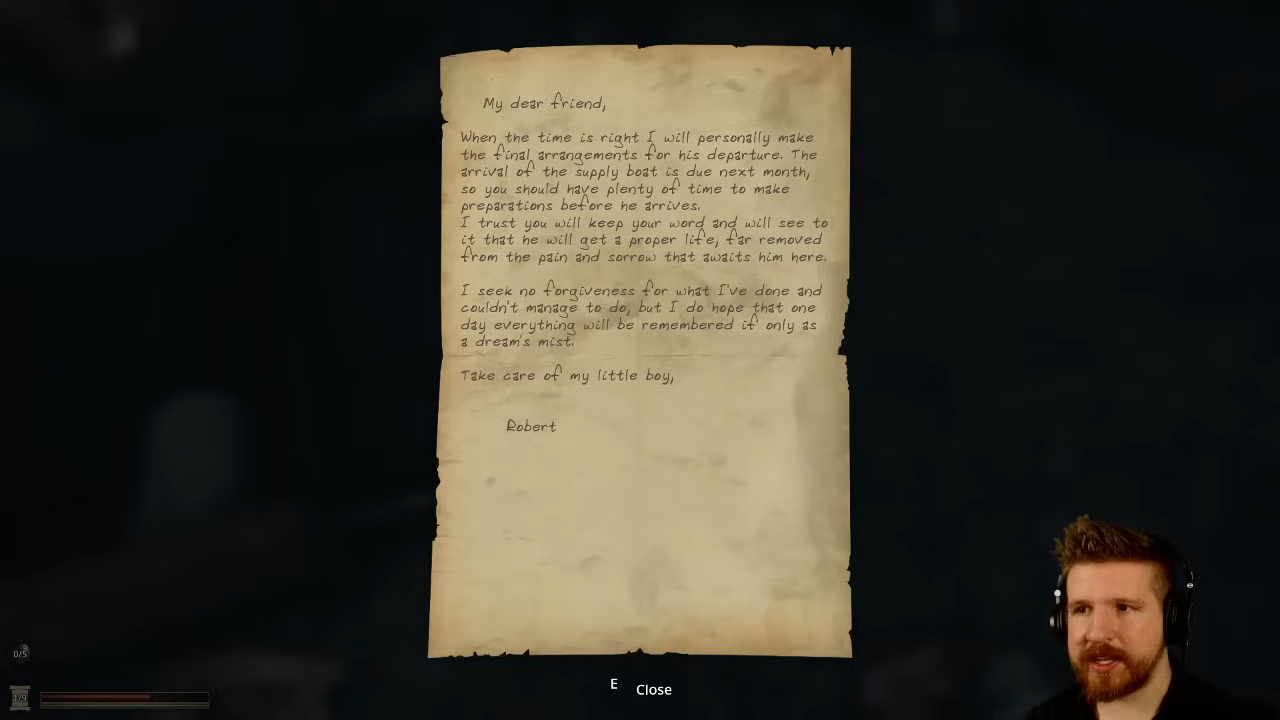 My dear friend,
When the time is right I will personally make
the final arrangements for his departure. The
arrival of the supply boat is due next month,
so you should have plenty of time to make
preparations before he arrives.
I trust you will keep your word and will see to
it that he will get a proper life, far removed
from the pain and sorrow that awaits him here.
I seek no forgiveness for what I've done and
couldn't manage to do, but I do hope that one
day everything will be remembered if only as
a dream's mist.
Take care of my little boy,
Robert
0/5
1/9
E Close